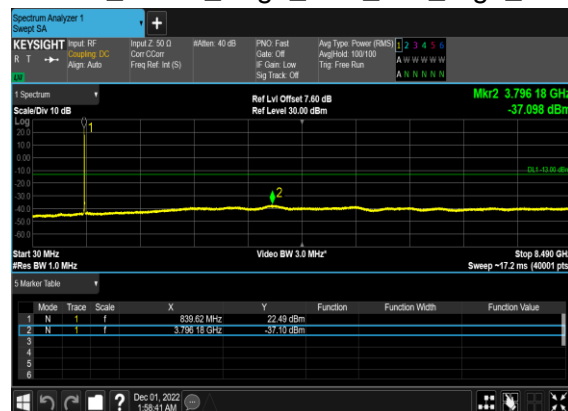 Spectrum Analyzer 1
Swept SA
+
KEYSIGHT
R T
Input: RF
Coupling: DC
Align: Auto
Input Z: 50 Ω
Corr CCorr
Freq Ref: Int (S)
#Atten: 40 dB
PNO: Fast
Gate: Off
IF Gain: Low
Sig Track: Off
Avg Type: Power (RMS)
Avg|Hold: 100/100
Trig: Free Run
1 2 3 4 5 6
A W W W W W
A N N N N N
1 Spectrum
Scale/Div 10 dB
Ref Lvl Offset 7.60 dB
Ref Level 30.00 dBm
Mkr2 3.796 18 GHz
-37.098 dBm
Log
20.0
10.0
0.00
-10.0
-20.0
-30.0
-40.0
-50.0
-60.0
1
2
DL1 -13.00 dBm
Start 30 MHz
#Res BW 1.0 MHz
Video BW 3.0 MHz*
Stop 8.490 GHz
Sweep ~17.2 ms (40001 pts)
5 Marker Table
Mode Trace Scale X Y Function Function Width Function Value
1 N 1 f 839.62 MHz 22.49 dBm
2 N 1 f 3.796 18 GHz -37.10 dBm
3
4
5
6
?
Dec 01, 2022
1:58:41 AM